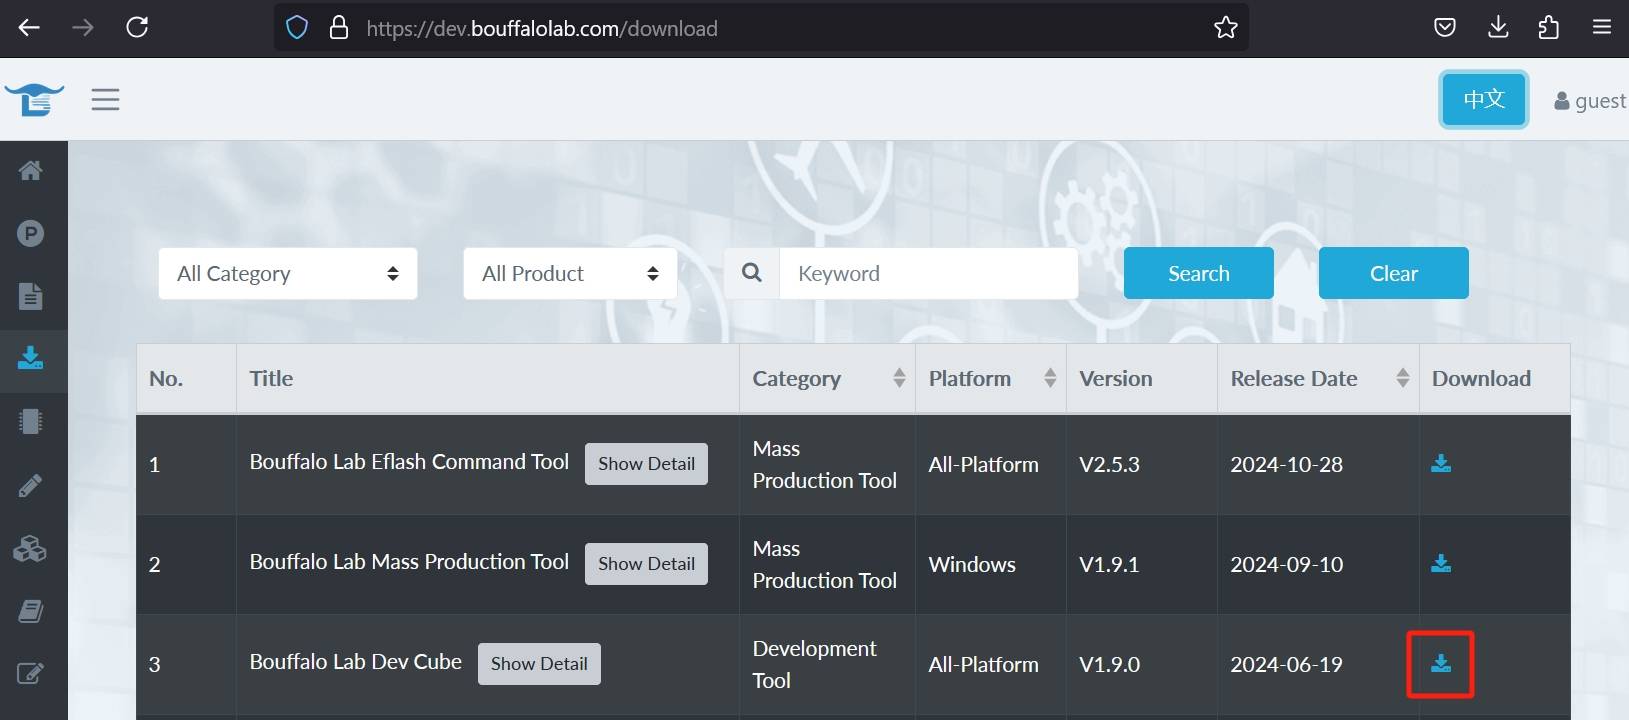 https://dev.bouffalolab.com/download
中文
guest
All Category
All Product
Keyword
Search
Clear
No.
Title
Category
Platform
Version
Release Date
Download
1
Bouffalo Lab Eflash Command Tool
Show Detail
Mass
Production Tool
All-Platform
V2.5.3
2024-10-28
2
Bouffalo Lab Mass Production Tool
Show Detail
Mass
Production Tool
Windows
V1.9.1
2024-09-10
3
Bouffalo Lab Dev Cube
Show Detail
Development
Tool
All-Platform
V1.9.0
2024-06-19